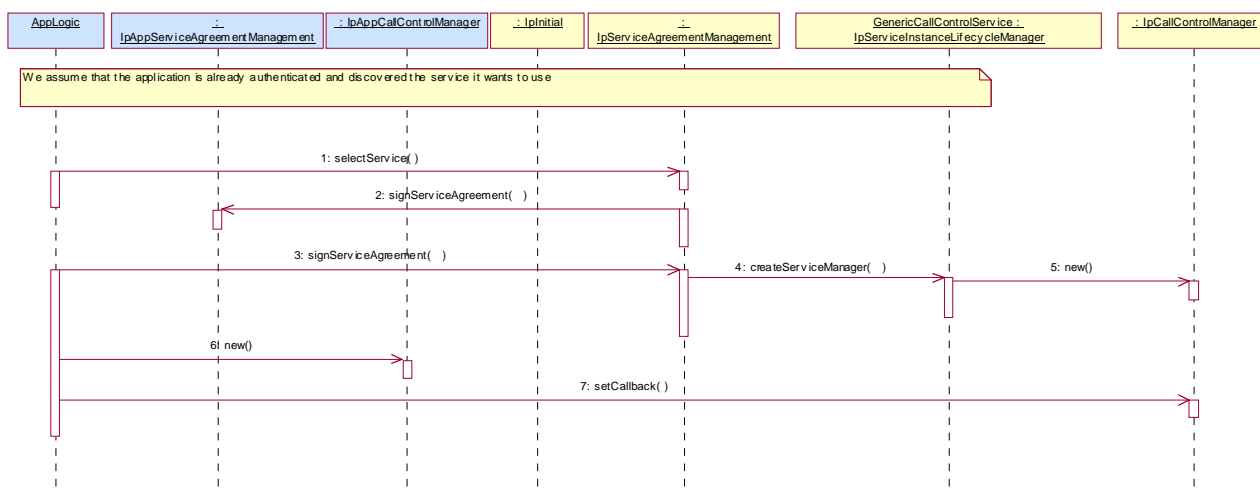 AppLogic
:
IpAppServiceAgreementManagement
: IpAppCallControlManager
: IpInitial
:
IpServiceAgreementManagement
GenericCallControlService :
IpServiceInstanceLifecycleManager
: IpCallControlManager
We assume that the application is already authenticated and discovered the service it wants to use
1: selectService( )
2: signServiceAgreement( )
3: signServiceAgreement( )
4: createServiceManager( )
5: new()
6: new()
7: setCallback( )